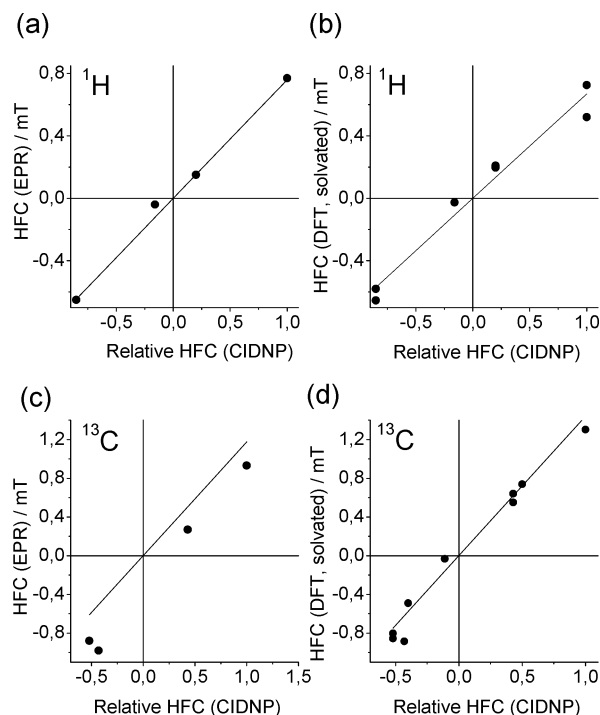 (a)
¹H
HFC (EPR) / mT
0,8
0,4
0,0
-0,4
-0,5
0,0
0,5
1,0
Relative HFC (CIDNP)
(b)
¹H
HFC (DFT, solvated) / mT
0,8
0,4
0,0
-0,4
-0,5
0,0
0,5
1,0
Relative HFC (CIDNP)
(c)
¹³C
HFC (EPR) / mT
1,2
0,8
0,4
0,0
-0,4
-0,8
-0,5
0,0
0,5
1,0
1,5
Relative HFC (CIDNP)
(d)
¹³C
HFC (DFT, solvated) / mT
1,2
0,8
0,4
0,0
-0,4
-0,8
-0,5
0,0
0,5
1,0
Relative HFC (CIDNP)